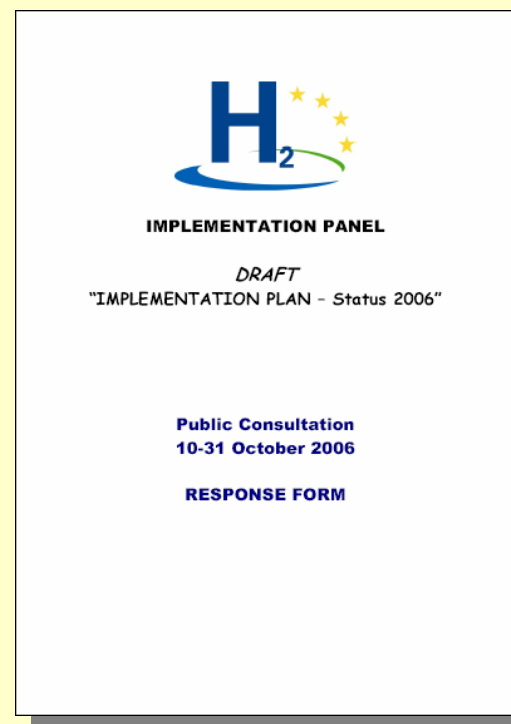 H2
IMPLEMENTATION PANEL
DRAFT
“IMPLEMENTATION PLAN – Status 2006”
Public Consultation
10-31 October 2006
RESPONSE FORM